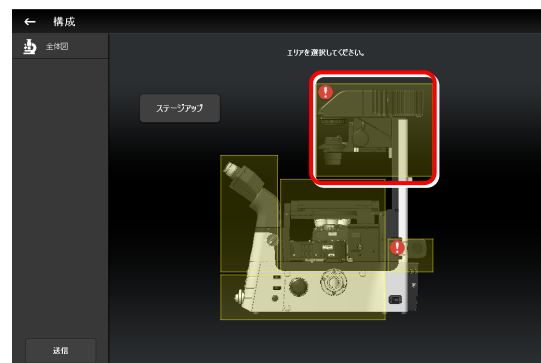 ← 構成
全体図
エリアを選択してください。
ステージアップ
送信